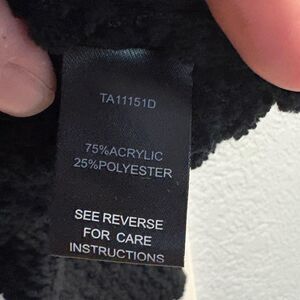 TA11151D
75%ACRYLIC
25%POLYESTER
SEE REVERSE
FOR CARE
INSTRUCTIONS